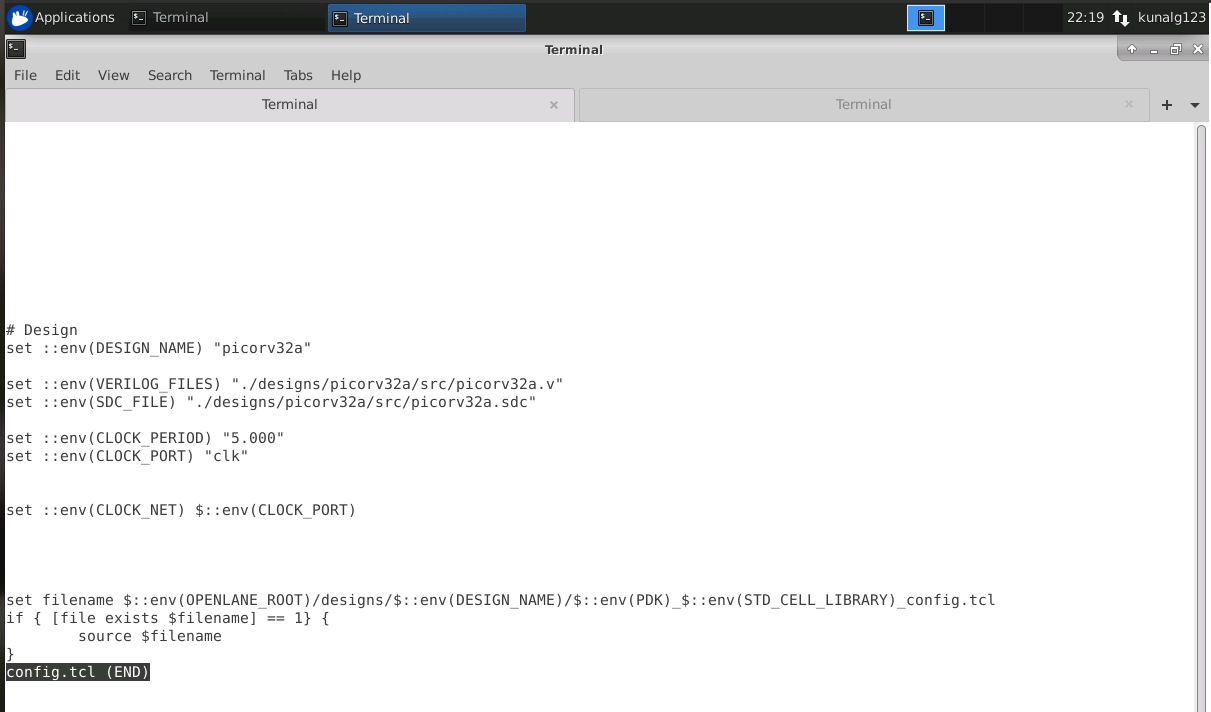 Applications Terminal Terminal 22:19 kunalg123
Terminal
File Edit View Search Terminal Tabs Help
Terminal × Terminal × +
# Design
set ::env(DESIGN_NAME) "picorv32a"
set ::env(VERILOG_FILES) "./designs/picorv32a/src/picorv32a.v"
set ::env(SDC_FILE) "./designs/picorv32a/src/picorv32a.sdc"
set ::env(CLOCK_PERIOD) "5.000"
set ::env(CLOCK_PORT) "clk"
set ::env(CLOCK_NET) $::env(CLOCK_PORT)
set filename $::env(OPENLANE_ROOT)/designs/$::env(DESIGN_NAME)/$::env(PDK)_$::env(STD_CELL_LIBRARY)_config.tcl
if { [file exists $filename] == 1} {
        source $filename
}
config.tcl (END)